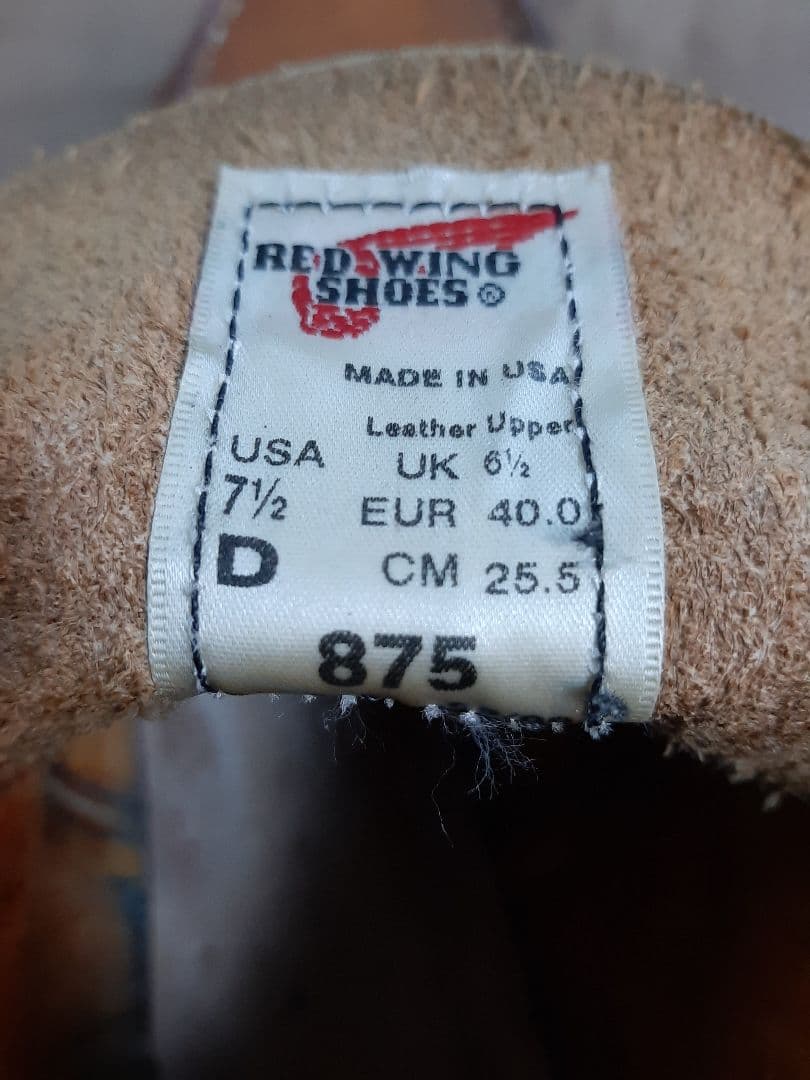 RED WING
SHOES®
MADE IN USA
Leather Upper
USA UK 6½
7½ EUR 40.0
D CM 25.5
875